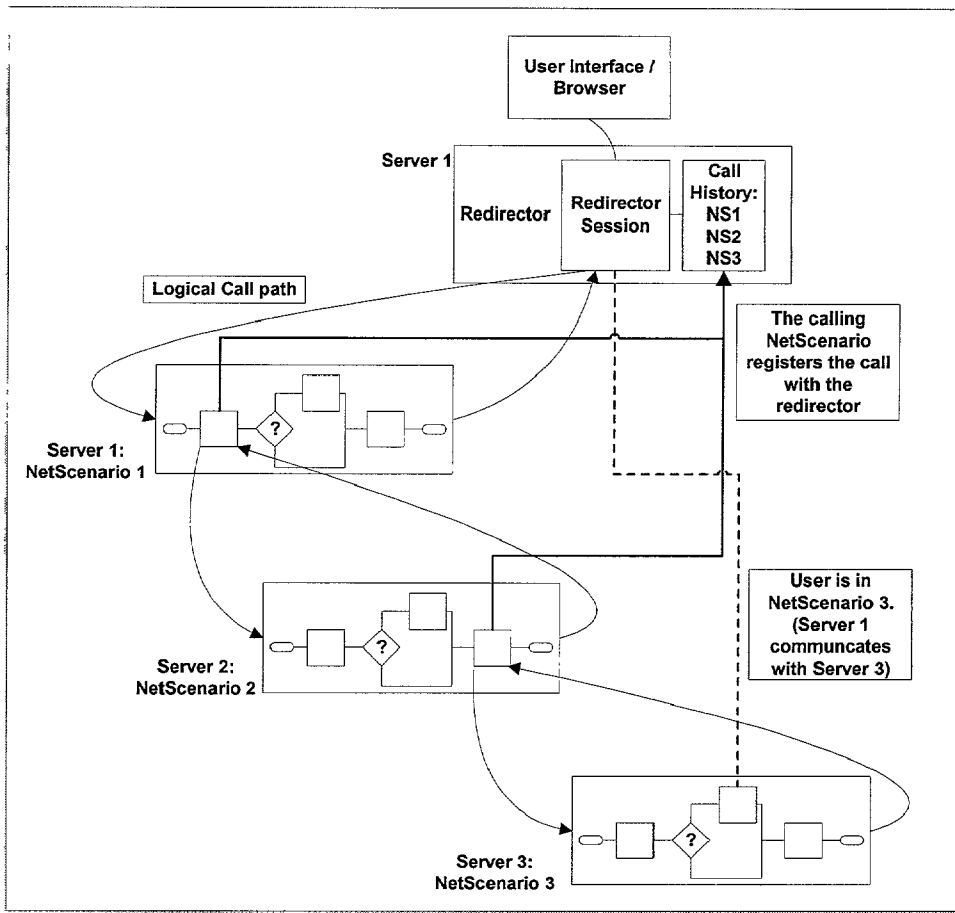 User Interface /
Browser
Server 1
Redirector
Redirector
Session
Call
History:
NS1
NS2
NS3
Logical Call path
The calling
NetScenario
registers the call
with the
redirector
?
Server 1:
NetScenario 1
?
Server 2:
NetScenario 2
User is in
NetScenario 3.
(Server 1
communcates
with Server 3)
?
Server 3:
NetScenario 3